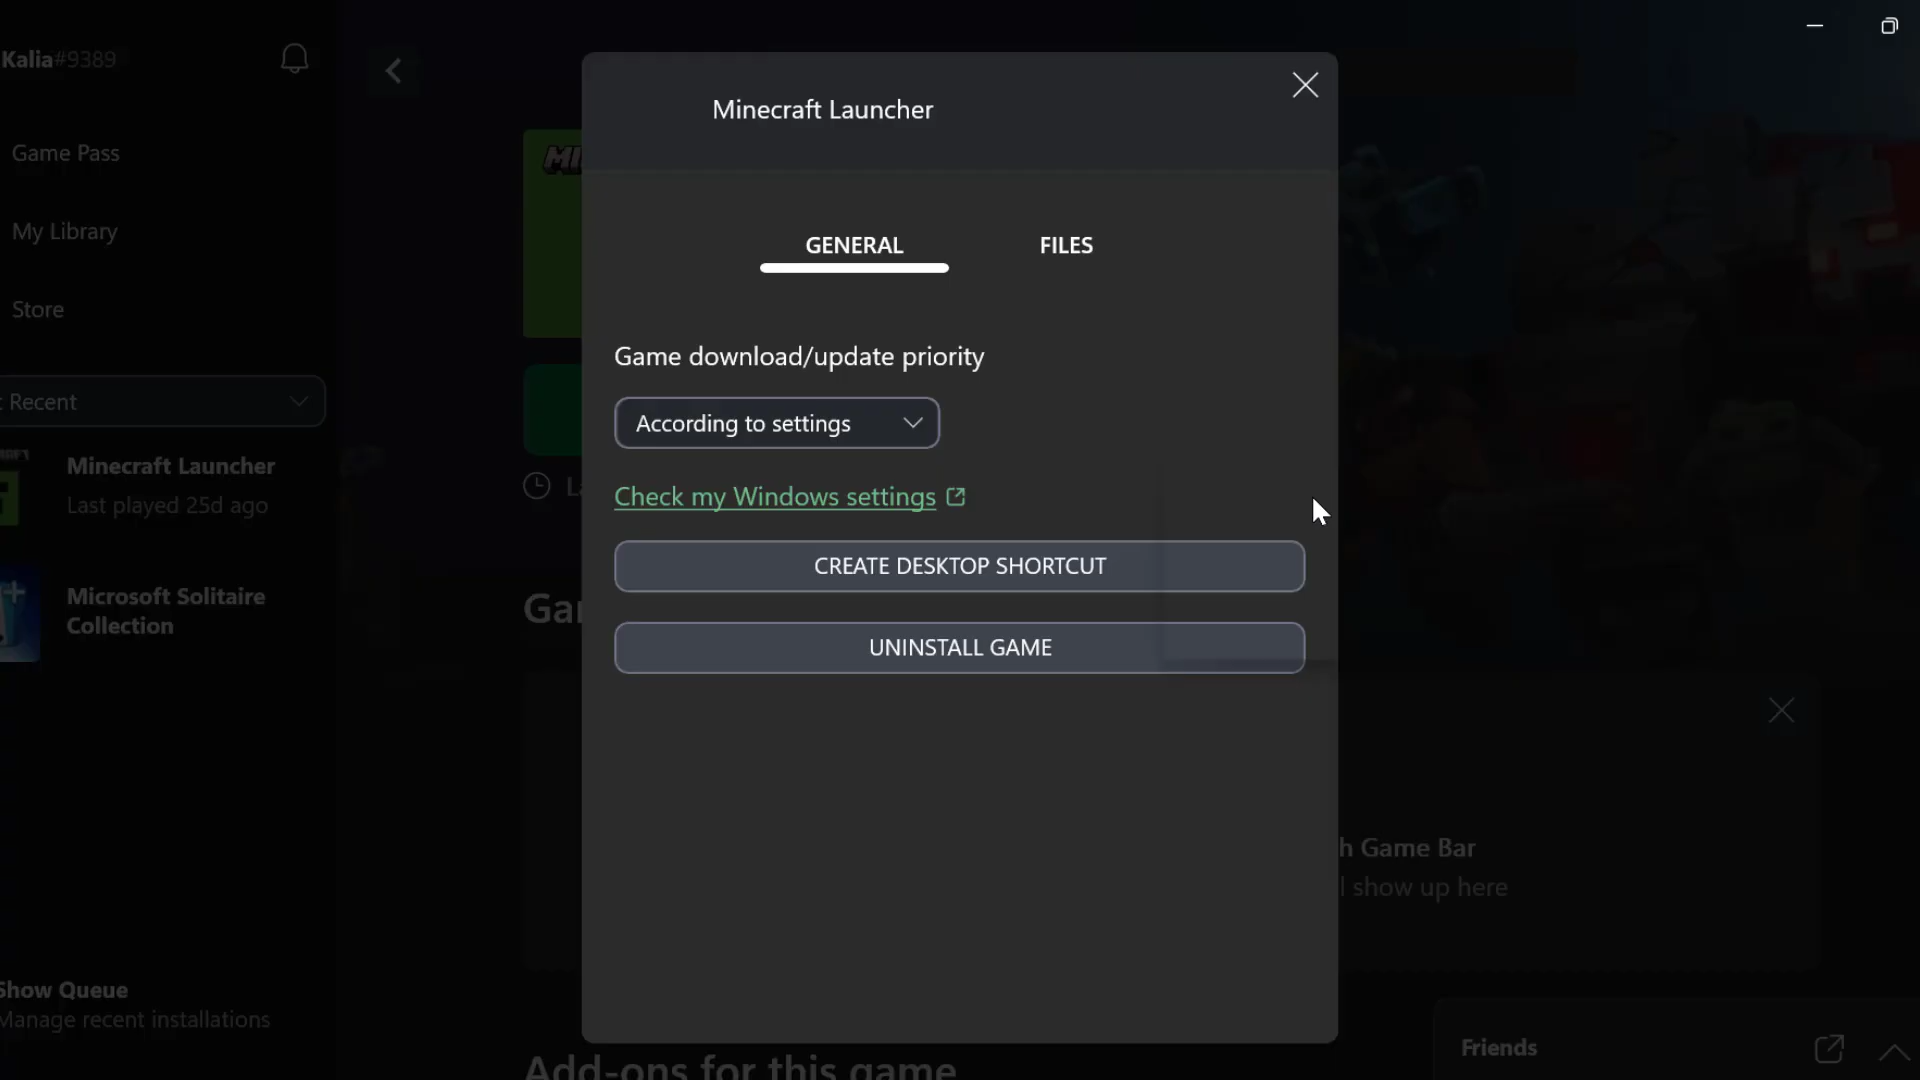 Kalia#9389
Game Pass
My Library
Store
Recent
Minecraft Launcher
Last played 25d ago
Microsoft Solitaire
Collection
Show Queue
Manage recent installations
Minecraft Launcher
GENERAL
FILES
Game download/update priority
According to settings
Check my Windows settings
CREATE DESKTOP SHORTCUT
UNINSTALL GAME
h Game Bar
show up here
Add-ons for this game
Friends